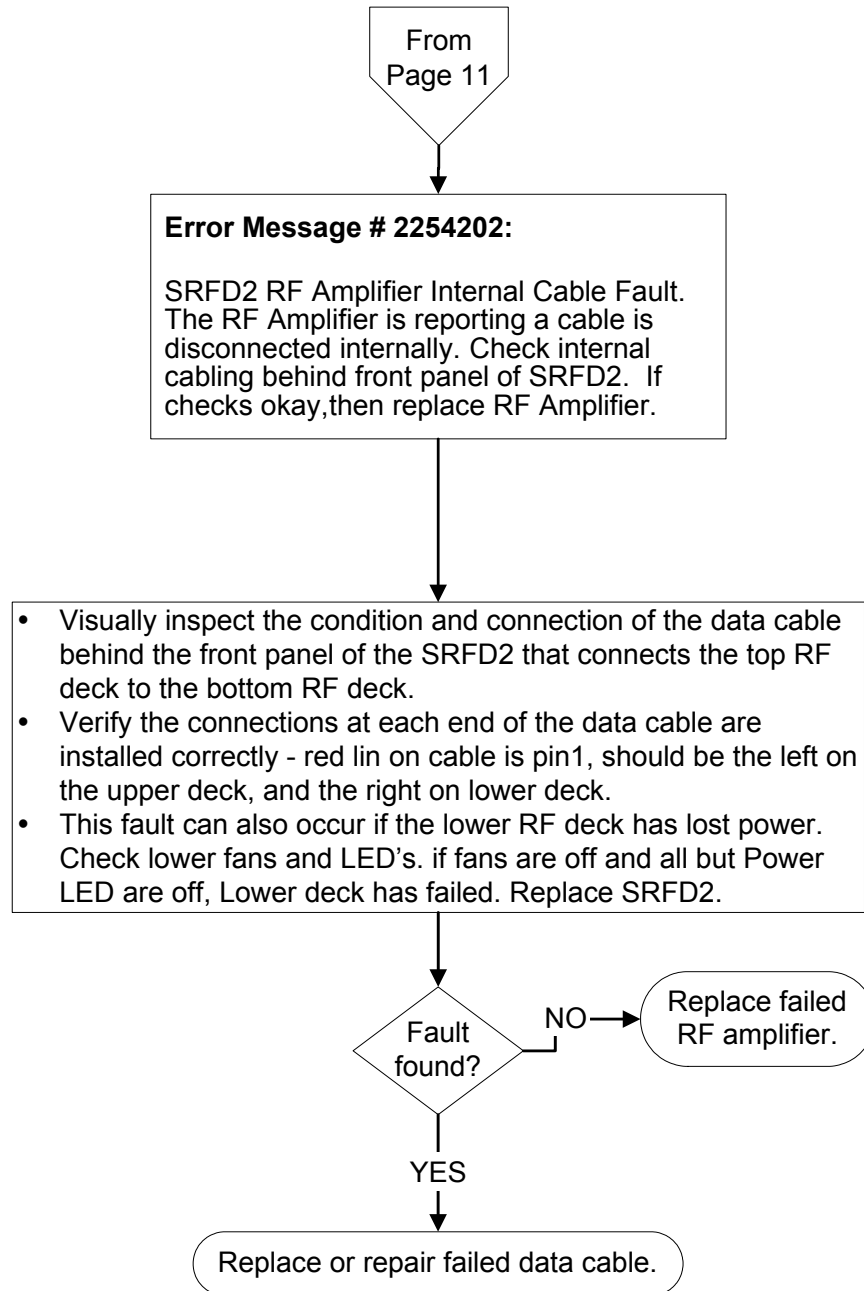 From
Page 11
Error Message # 2254202:
SRFD2 RF Amplifier Internal Cable Fault.
The RF Amplifier is reporting a cable is
disconnected internally. Check internal
cabling behind front panel of SRFD2.  If
checks okay,then replace RF Amplifier.
• Visually inspect the condition and connection of the data cable
behind the front panel of the SRFD2 that connects the top RF
deck to the bottom RF deck.
• Verify the connections at each end of the data cable are
installed correctly - red lin on cable is pin1, should be the left on
the upper deck, and the right on lower deck.
• This fault can also occur if the lower RF deck has lost power.
Check lower fans and LED's. if fans are off and all but Power
LED are off, Lower deck has failed. Replace SRFD2.
Fault
found?
NO
Replace failed
RF amplifier.
YES
Replace or repair failed data cable.